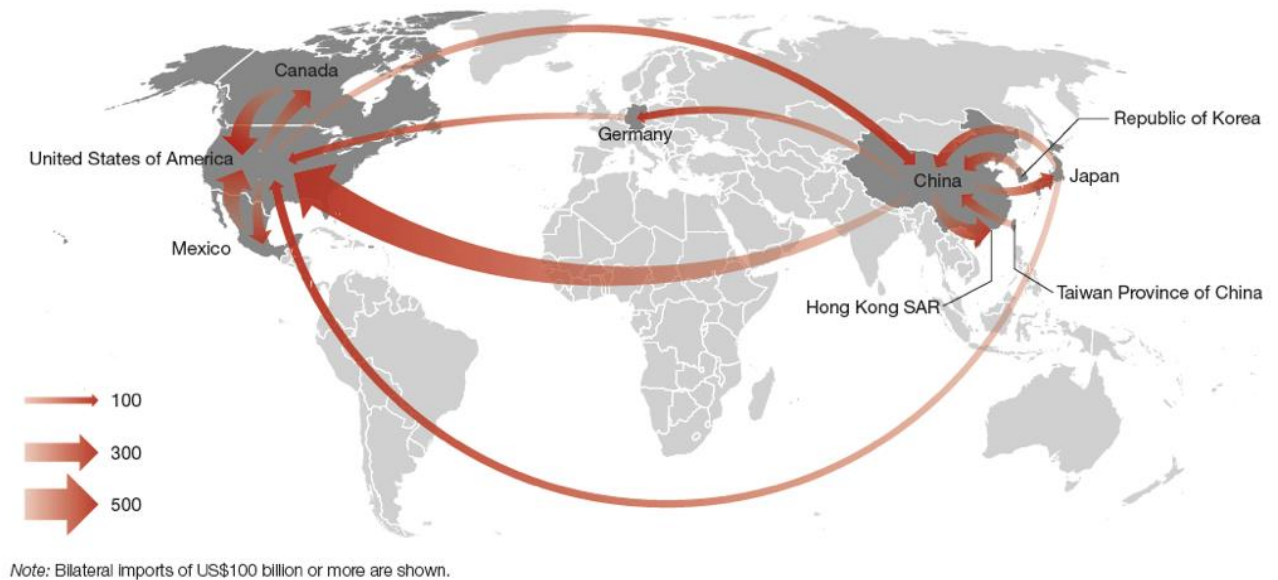 Canada
Republic of Korea
Germany
United States of America
China
Japan
Mexico
Taiwan Province of China
Hong Kong SAR
100
300
500
Note: Bilateral imports of US$100 billion or more are shown.